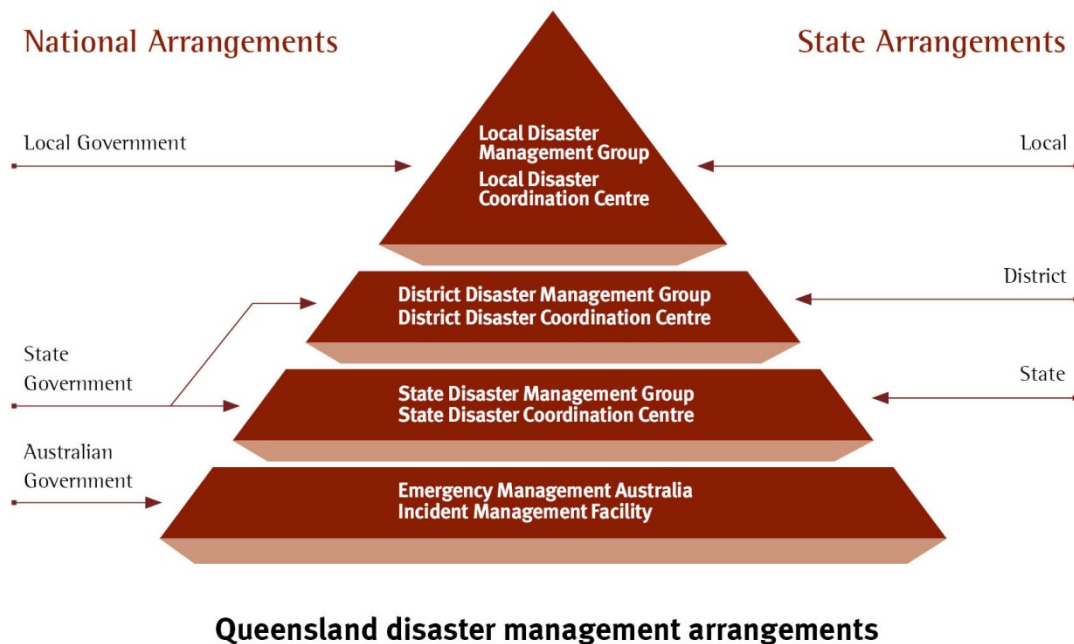 National Arrangements
State Arrangements
Local Government
Local Disaster
Management Group
Local Disaster
Coordination Centre
Local
District Disaster Management Group
District Disaster Coordination Centre
District
State
Government
State Disaster Management Group
State Disaster Coordination Centre
State
Australian
Government
Emergency Management Australia
Incident Management Facility
Queensland disaster management arrangements